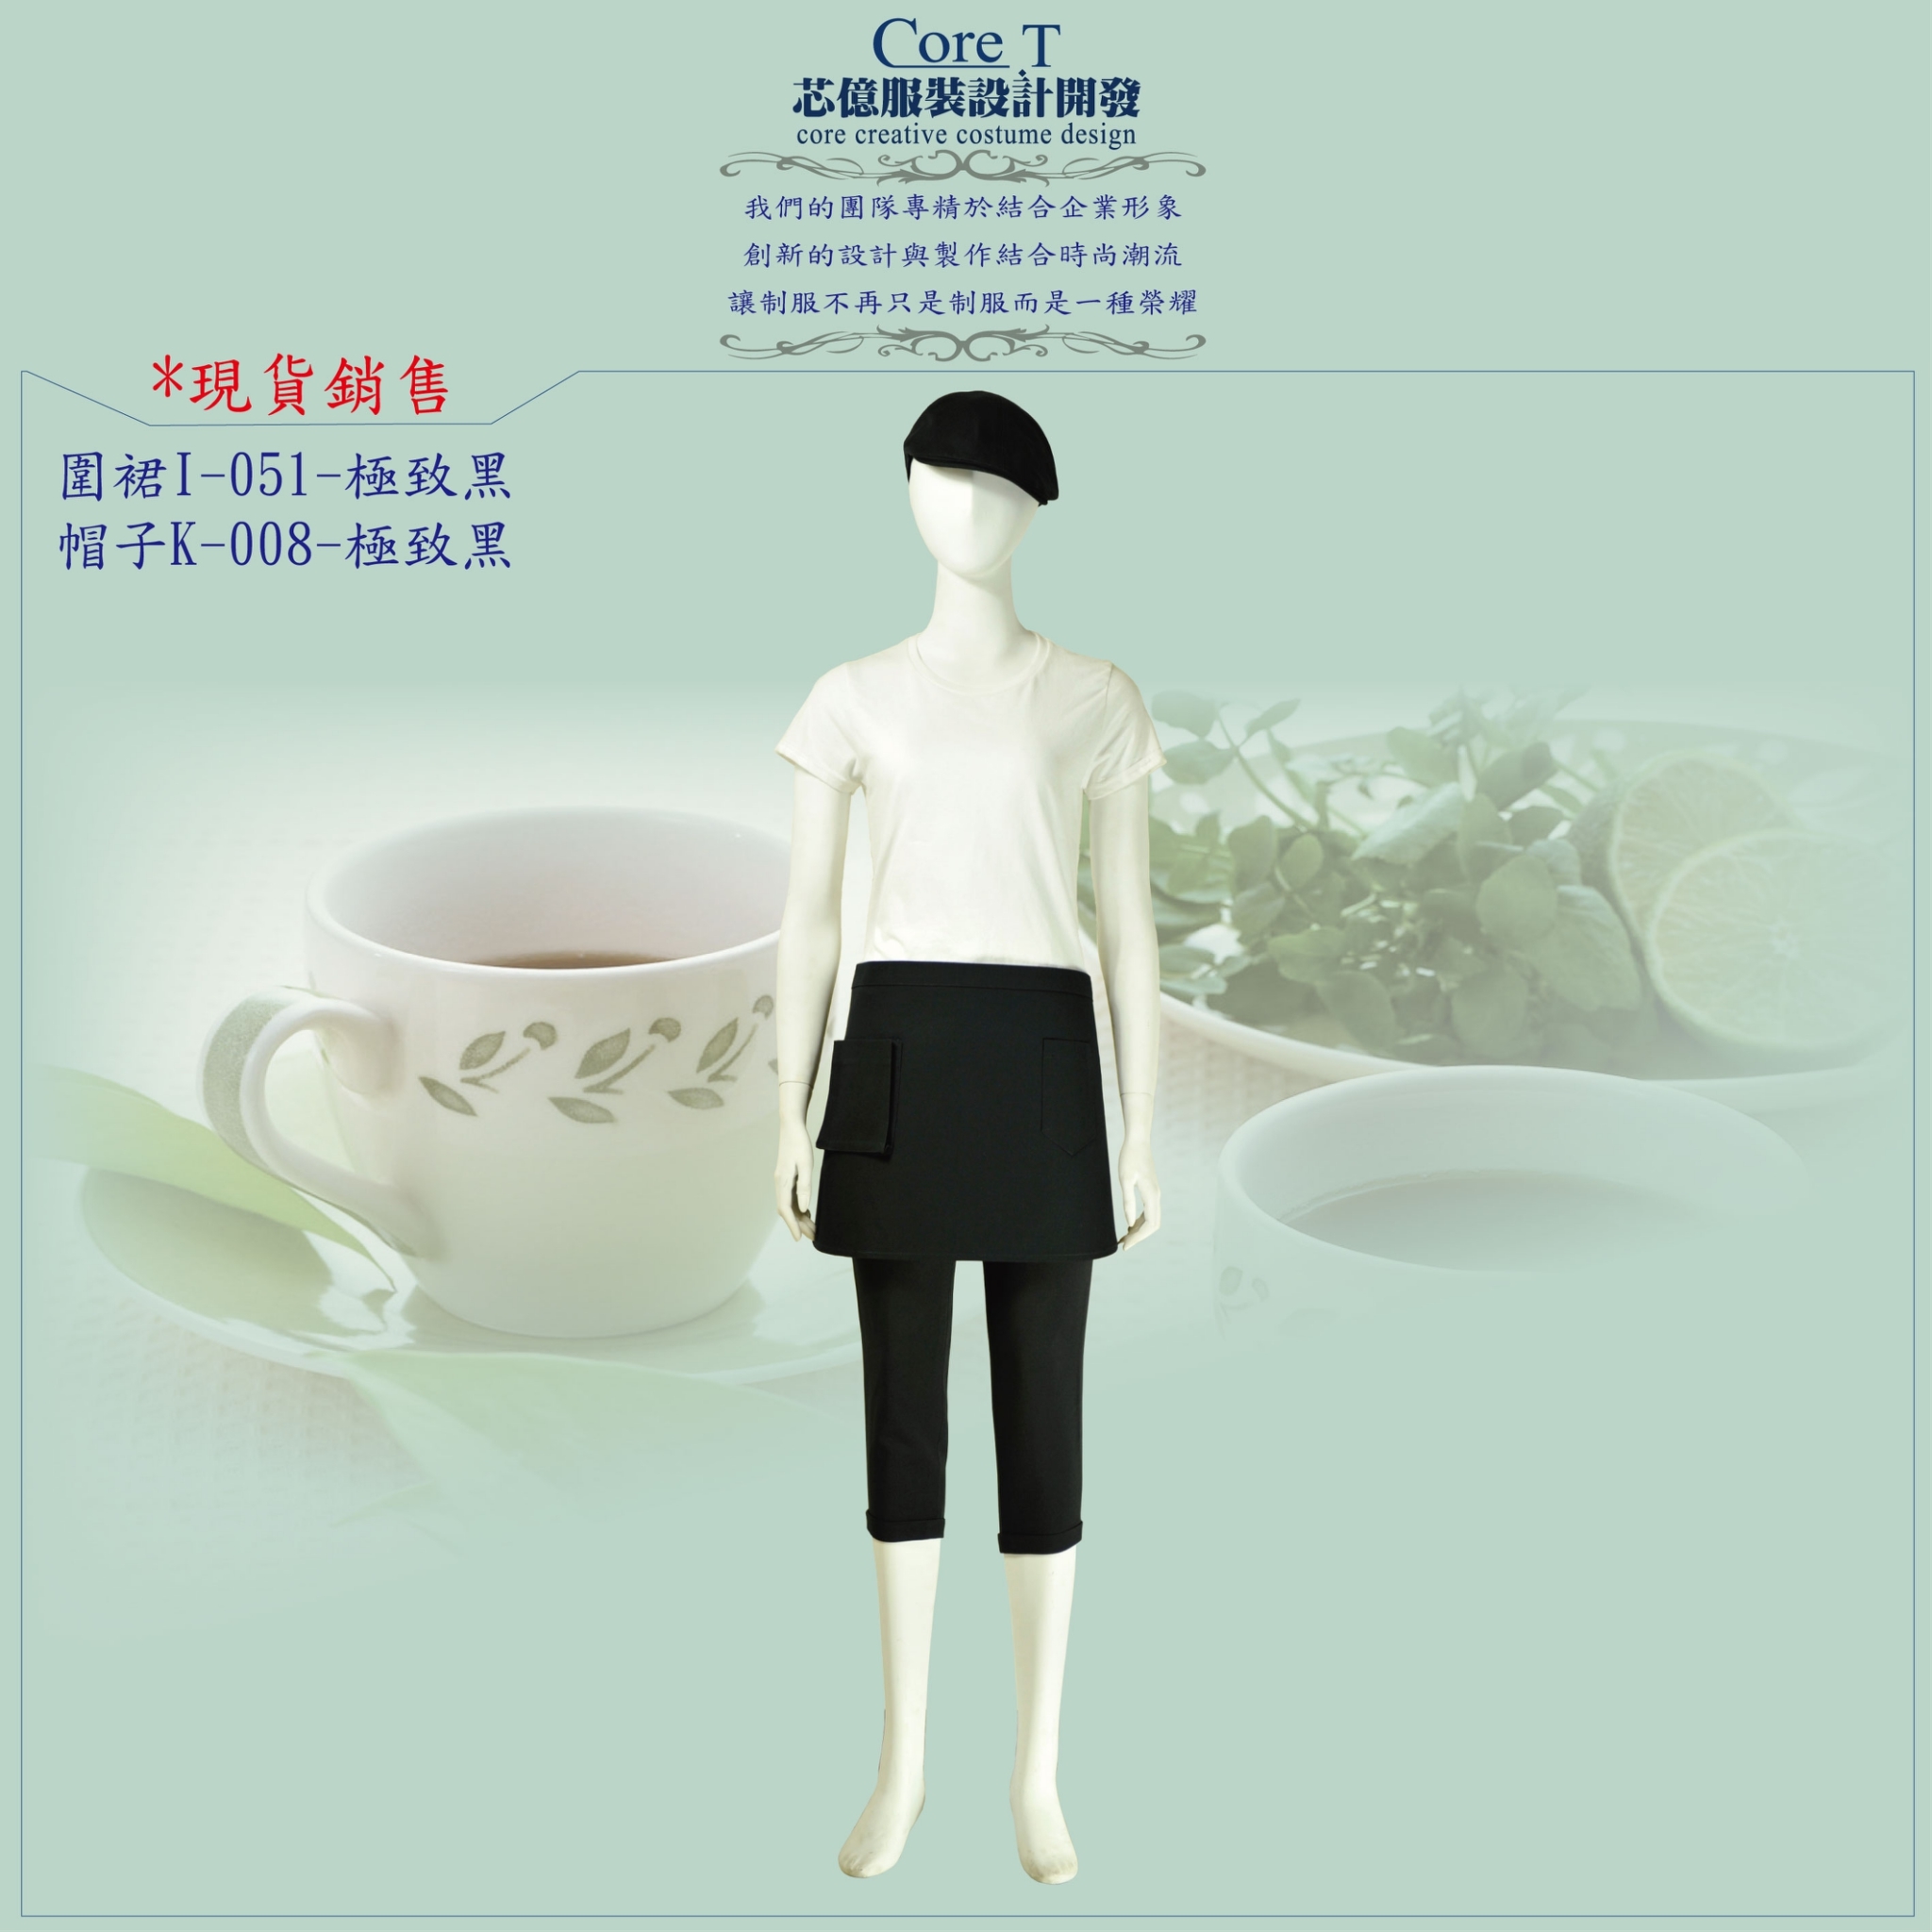 Core T
芯億服裝設計開發
core creative costume design
我們的團隊專精於結合企業形象
創新的設計與製作結合時尚潮流
讓制服不再只是制服而是一種榮耀
*現貨銷售
圍裙I-051-極致黑
帽子K-008-極致黑